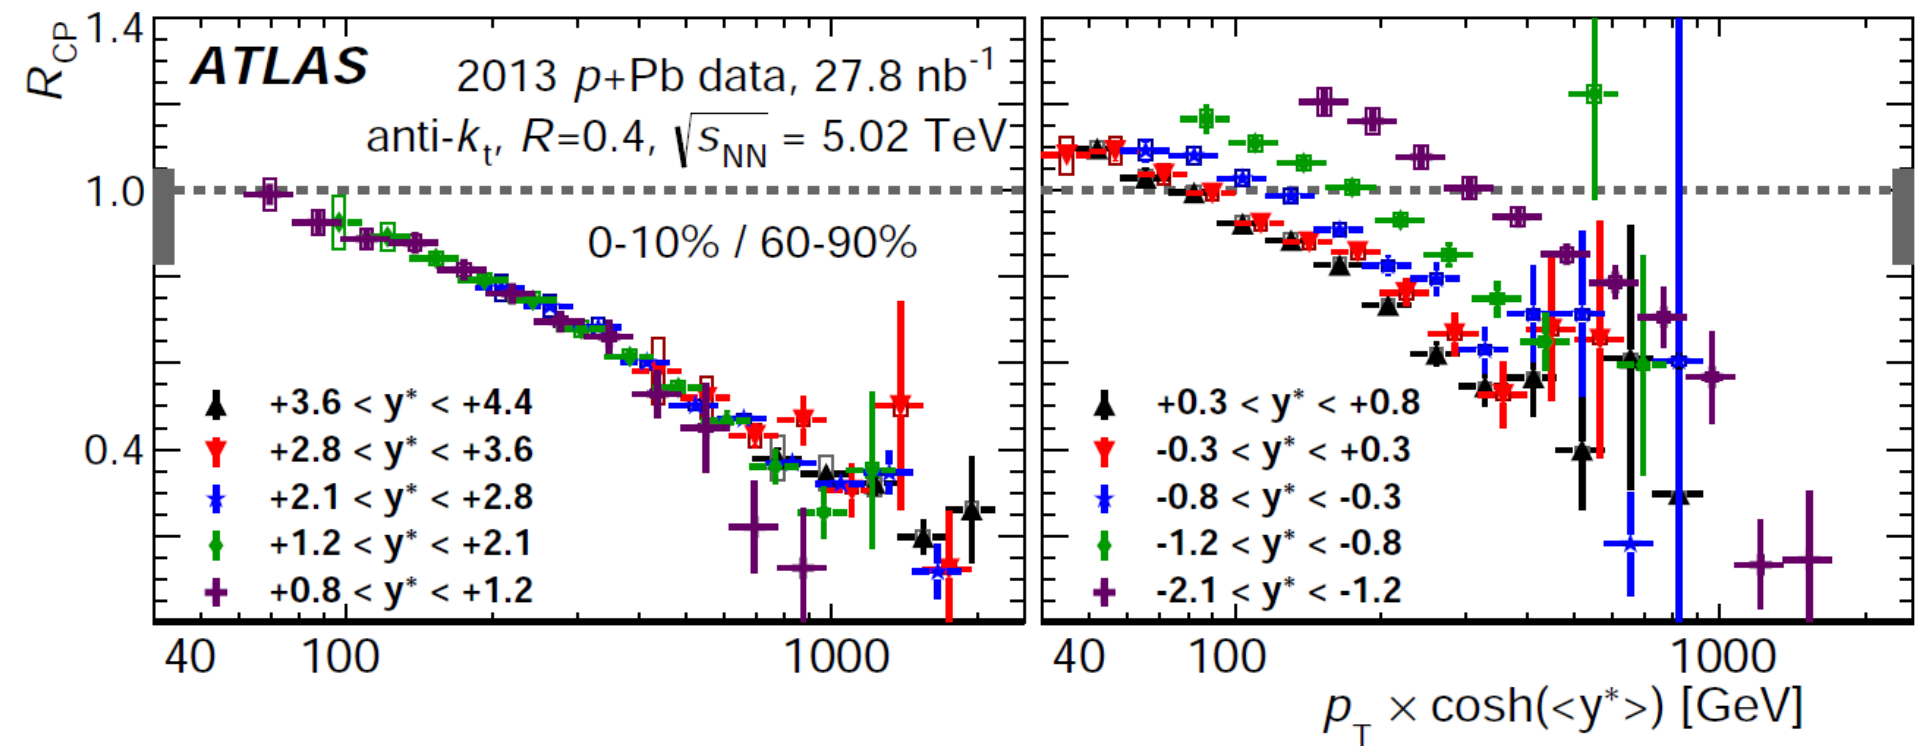 R_CP
1.4
1.0
0.4
ATLAS
2013 p+Pb data, 27.8 nb⁻¹
anti-k_t, R=0.4, √s_NN = 5.02 TeV
0-10% / 60-90%
+3.6 < y* < +4.4
+2.8 < y* < +3.6
+2.1 < y* < +2.8
+1.2 < y* < +2.1
+0.8 < y* < +1.2
40 100 1000
+0.3 < y* < +0.8
-0.3 < y* < +0.3
-0.8 < y* < -0.3
-1.2 < y* < -0.8
-2.1 < y* < -1.2
40 100 1000
p_T × cosh(<y*>) [GeV]